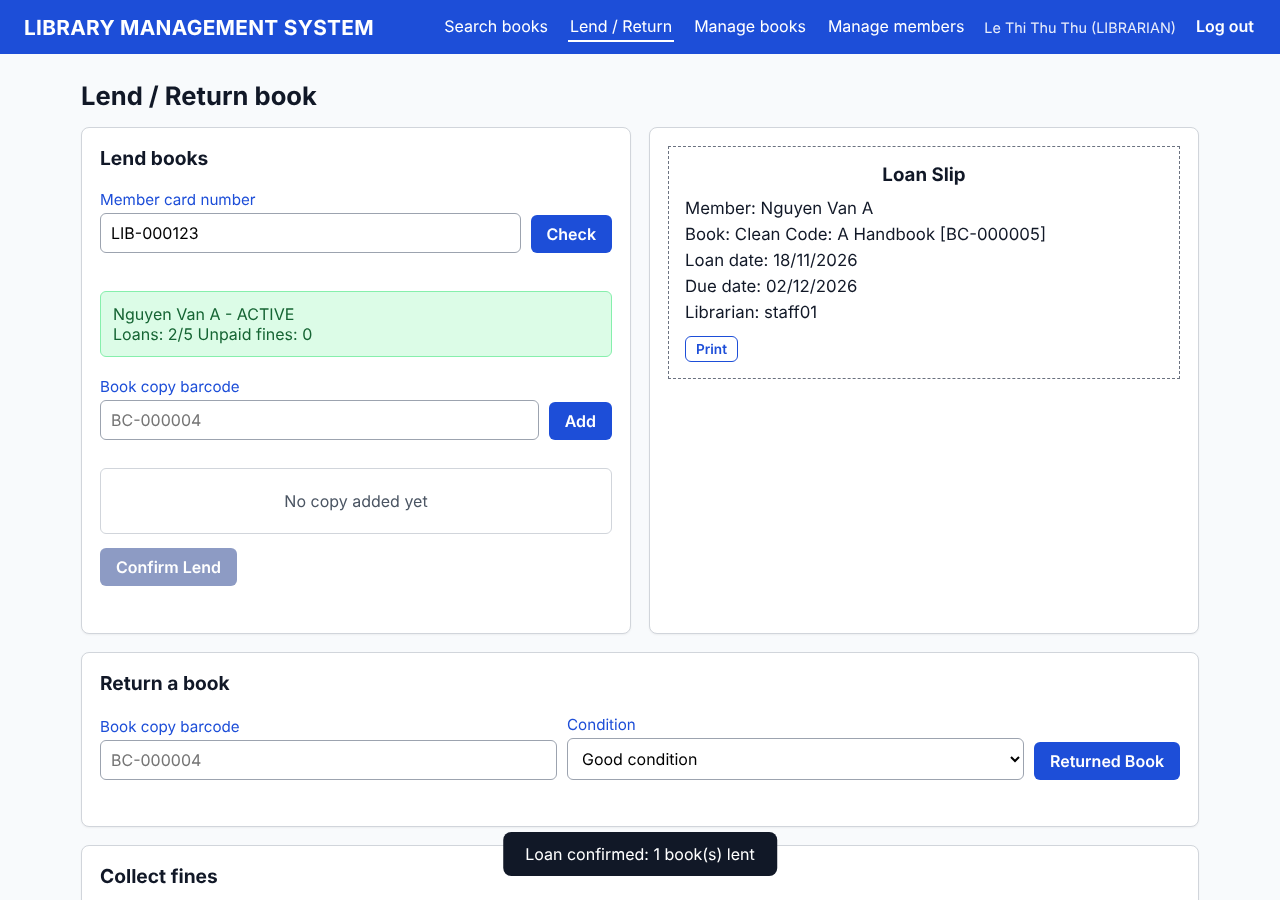 LIBRARY MANAGEMENT SYSTEM
Search books
Lend / Return
Manage books
Manage members
Le Thi Thu Thu (LIBRARIAN)
Log out
Lend / Return book
Lend books
Member card number
LIB-000123
Check
Nguyen Van A - ACTIVE
Loans: 2/5 Unpaid fines: 0
Book copy barcode
BC-000004
Add
No copy added yet
Confirm Lend
Loan Slip
Member: Nguyen Van A
Book: Clean Code: A Handbook [BC-000005]
Loan date: 18/11/2026
Due date: 02/12/2026
Librarian: staff01
Print
Return a book
Book copy barcode
BC-000004
Condition
Good condition
Returned Book
Loan confirmed: 1 book(s) lent
Collect fines